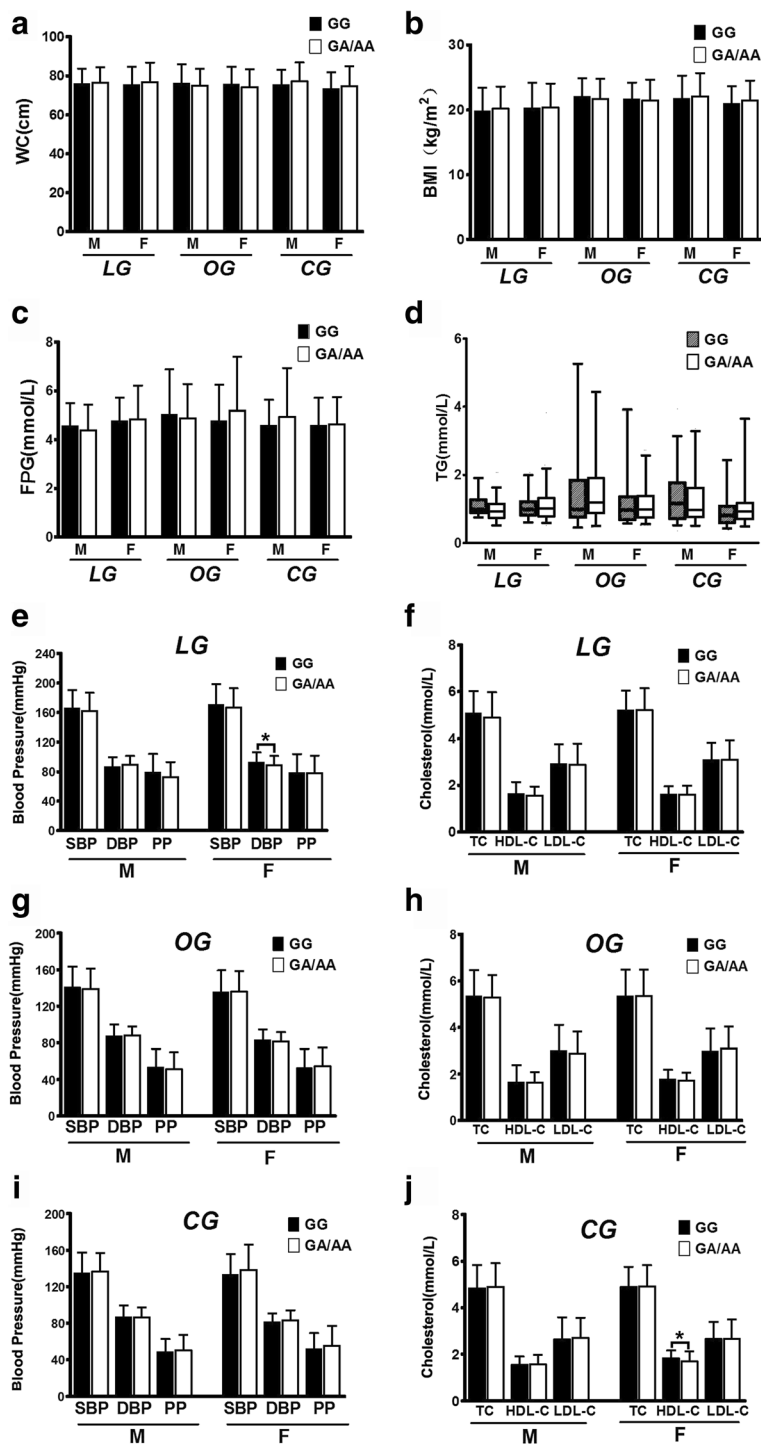 a
GG
GA/AA
WC(cm)
100
80
60
40
20
0
M F M F M F
LG OG CG
b
GG
GA/AA
BMI（kg/m²）
30
20
10
0
M F M F M F
LG OG CG
c
GG
GA/AA
FPG(mmol/L)
8
6
4
2
0
M F M F M F
LG OG CG
d
GG
GA/AA
TG(mmol/L)
6
4
2
0
M F M F M F
LG OG CG
e
LG
GG
GA/AA
Blood Pressure(mmHg)
240
200
160
120
80
40
0
*
SBP DBP PP SBP DBP PP
M F
f
LG
GG
GA/AA
Cholesterol(mmol/L)
8
6
4
2
0
TC HDL-C LDL-C TC HDL-C LDL-C
M F
g
OG
GG
GA/AA
Blood Pressure(mmHg)
200
160
120
80
40
0
SBP DBP PP SBP DBP PP
M F
h
OG
GG
GA/AA
Cholesterol(mmol/L)
8
6
4
2
0
TC HDL-C LDL-C TC HDL-C LDL-C
M F
i
CG
GG
GA/AA
Blood Pressure(mmHg)
200
160
120
80
40
0
SBP DBP PP SBP DBP PP
M F
j
CG
GG
GA/AA
Cholesterol(mmol/L)
8
6
4
2
0
*
TC HDL-C LDL-C TC HDL-C LDL-C
M F